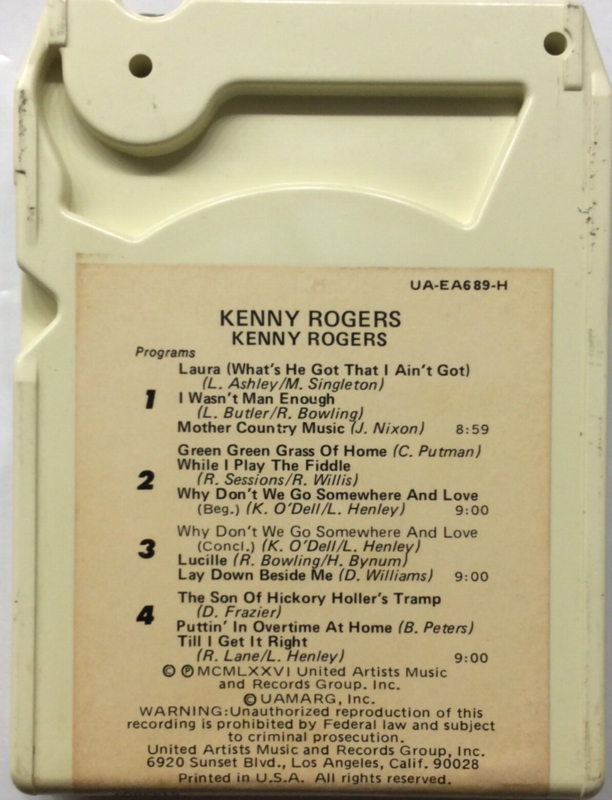 UA-EA689-H
KENNY ROGERS
KENNY ROGERS
Programs
1
Laura (What's He Got That I Ain't Got)
(L. Ashley/M. Singleton)
I Wasn't Man Enough
(L. Butler/R. Bowling)
Mother Country Music (J. Nixon) 8:59
2
Green Green Grass Of Home (C. Putman)
While I Play The Fiddle
(R. Sessions/R. Willis)
Why Don't We Go Somewhere And Love
(Beg.) (K. O'Dell/L. Henley) 9:00
3
Why Don't We Go Somewhere And Love
(Concl.) (K. O'Dell/L. Henley)
Lucille (R. Bowling/H. Bynum)
Lay Down Beside Me (D. Williams) 9:00
4
The Son Of Hickory Holler's Tramp
(D. Frazier)
Puttin' In Overtime At Home (B. Peters)
Till I Get It Right
(R. Lane/L. Henley) 9:00
© ℗ MCMLXXVI United Artists Music
and Records Group. Inc.
© UAMARG, Inc.
WARNING:Unauthorized reproduction of this
recording is prohibited by Federal law and subject
to criminal prosecution.
United Artists Music and Records Group, Inc.
6920 Sunset Blvd., Los Angeles, Calif. 90028
Printed in U.S.A. All rights reserved.